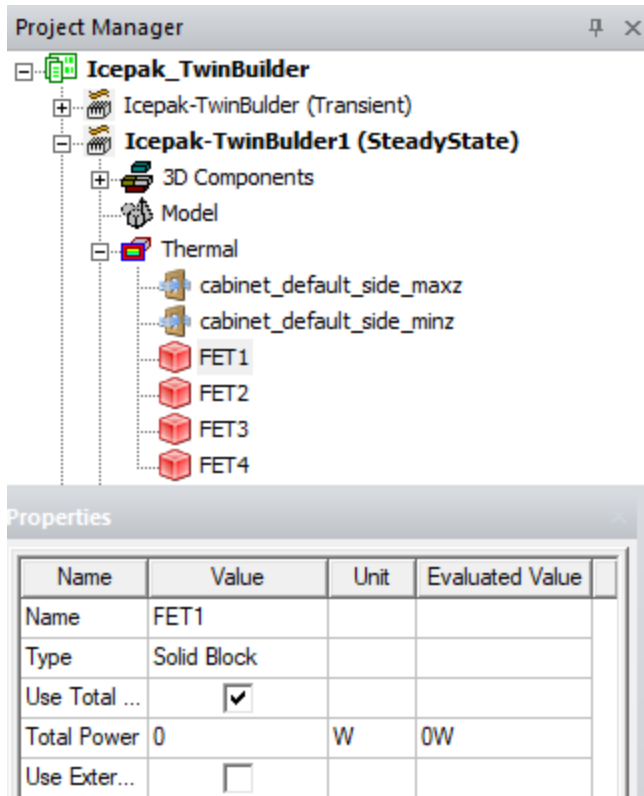 Project Manager
Icepak_TwinBuilder
Icepak-TwinBulder (Transient)
Icepak-TwinBulder1 (SteadyState)
3D Components
Model
Thermal
cabinet_default_side_maxz
cabinet_default_side_minz
FET1
FET2
FET3
FET4
Properties
Name Value Unit Evaluated Value
Name FET1
Type Solid Block
Use Total ...
Total Power 0 W 0W
Use Exter...